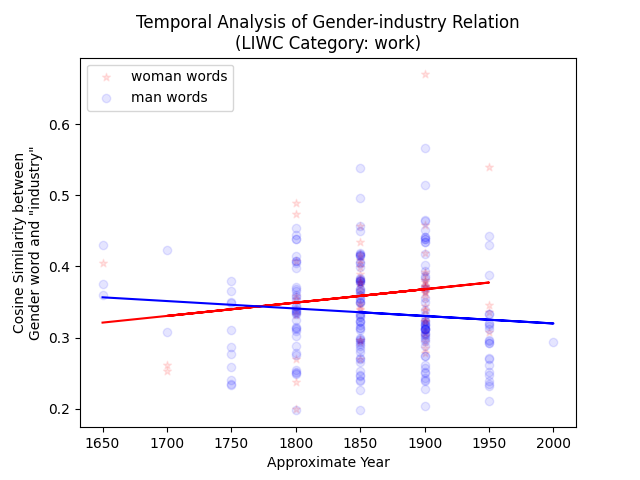 Temporal Analysis of Gender-industry Relation
(LIWC Category: work)
woman words
man words
Cosine Similarity between
Gender word and "industry"
0.6
0.5
0.4
0.3
0.2
1650 1700 1750 1800 1850 1900 1950 2000
Approximate Year